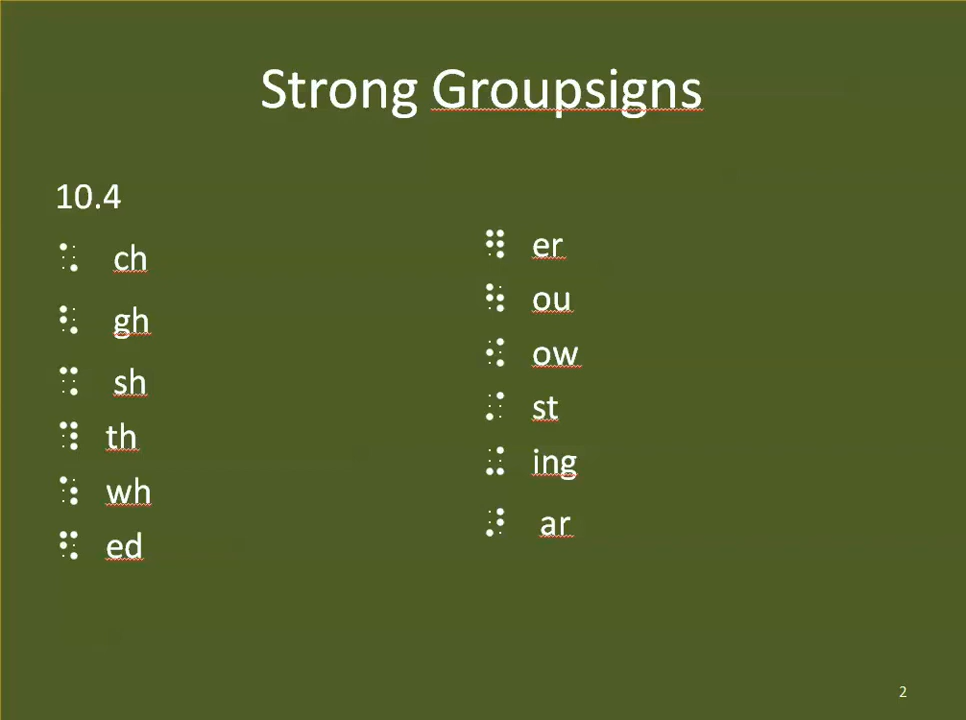 Strong Groupsigns
10.4
⠡ ch
⠣ gh
⠩ sh
⠹ th
⠱ wh
⠫ ed
⠻ er
⠳ ou
⠪ ow
⠌ st
⠬ ing
⠜ ar
2